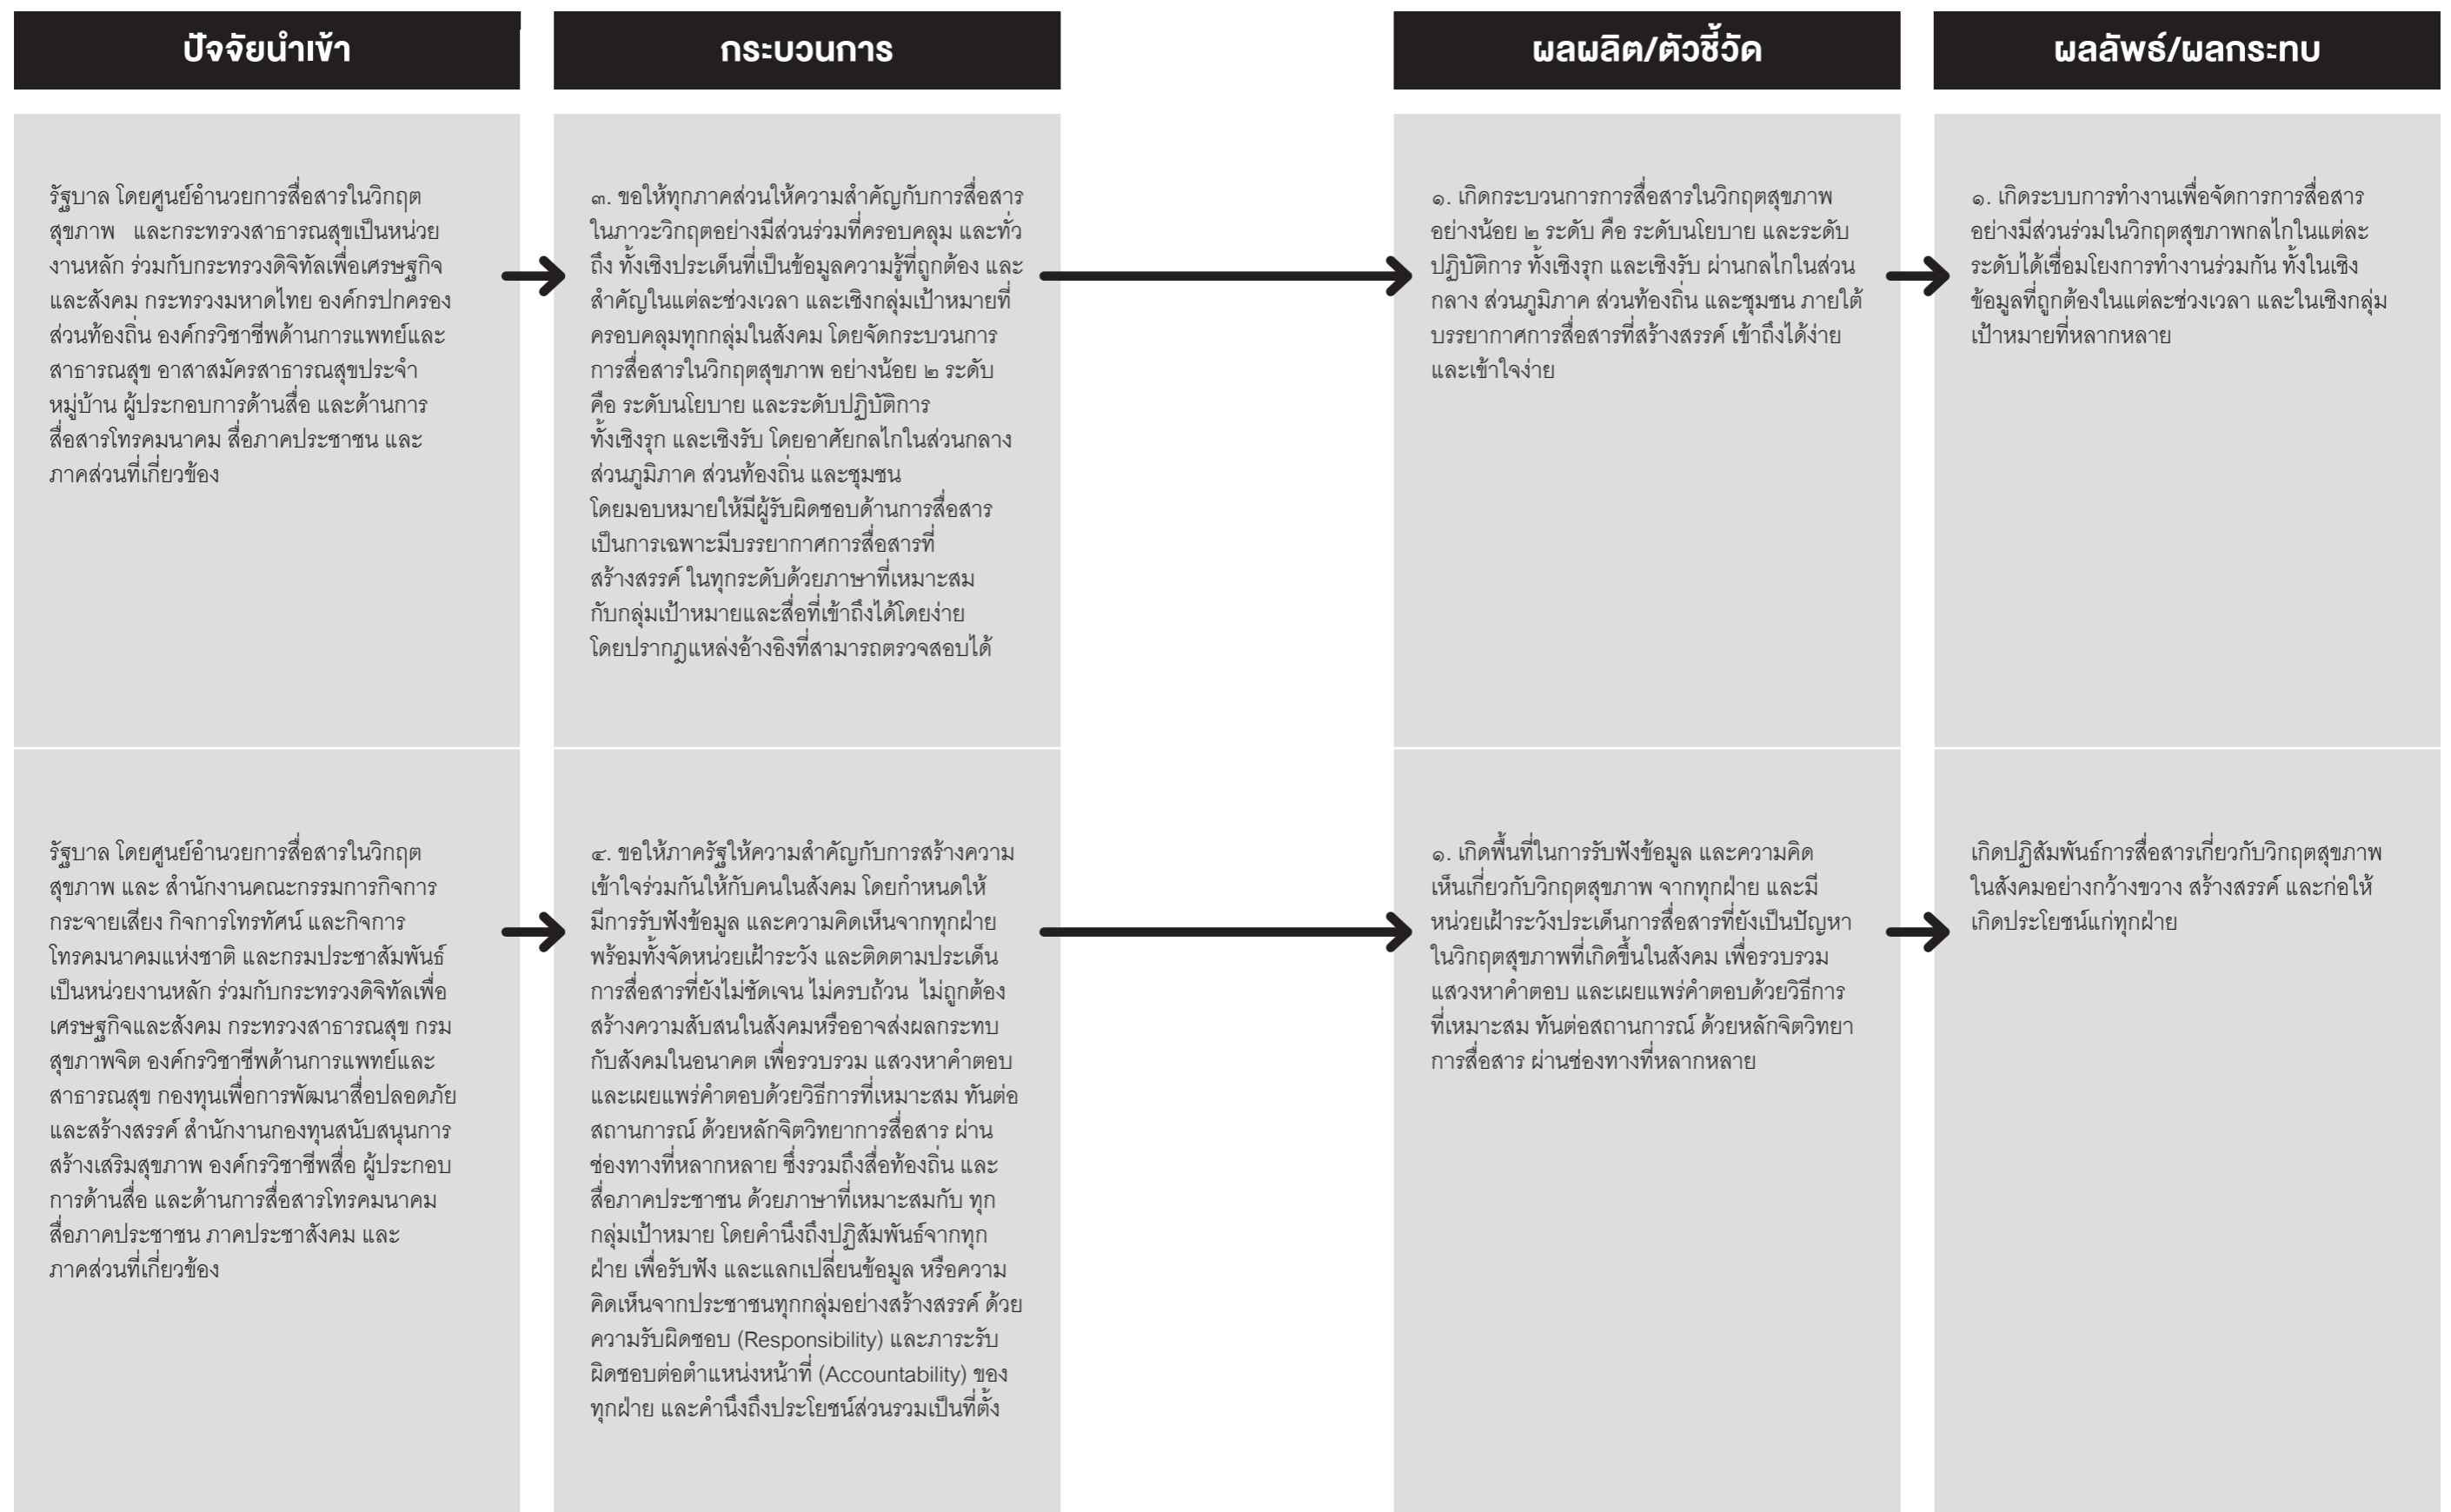 ปัจจัยนำเข้า
กระบวนการ
ผลผลิต/ตัวชี้วัด
ผลลัพธ์/ผลกระทบ
รัฐบาล โดยศูนย์อำนวยการสื่อสารในวิกฤต
สุขภาพ และกระทรวงสาธารณสุขเป็นหน่วย
งานหลัก ร่วมกับกระทรวงดิจิทัลเพื่อเศรษฐกิจ
และสังคม กระทรวงมหาดไทย องค์กรปกครอง
ส่วนท้องถิ่น องค์กรวิชาชีพด้านการแพทย์และ
สาธารณสุข อาสาสมัครสาธารณสุขประจำ
หมู่บ้าน ผู้ประกอบการด้านสื่อ และด้านการ
สื่อสารโทรคมนาคม สื่อภาคประชาชน และ
ภาคส่วนที่เกี่ยวข้อง
๓. ขอให้ทุกภาคส่วนให้ความสำคัญกับการสื่อสาร
ในภาวะวิกฤตอย่างมีส่วนร่วมที่ครอบคลุม และทั่ว
ถึง ทั้งเชิงประเด็นที่เป็นข้อมูลความรู้ที่ถูกต้อง และ
สำคัญในแต่ละช่วงเวลา และเชิงกลุ่มเป้าหมายที่
ครอบคลุมทุกกลุ่มในสังคม โดยจัดกระบวนการ
การสื่อสารในวิกฤตสุขภาพ อย่างน้อย ๒ ระดับ
คือ ระดับนโยบาย และระดับปฏิบัติการ
ทั้งเชิงรุก และเชิงรับ โดยอาศัยกลไกในส่วนกลาง
ส่วนภูมิภาค ส่วนท้องถิ่น และชุมชน
โดยมอบหมายให้มีผู้รับผิดชอบด้านการสื่อสาร
เป็นการเฉพาะมีบรรยากาศการสื่อสารที่
สร้างสรรค์ ในทุกระดับด้วยภาษาที่เหมาะสม
กับกลุ่มเป้าหมายและสื่อที่เข้าถึงได้โดยง่าย
โดยปรากฏแหล่งอ้างอิงที่สามารถตรวจสอบได้
๑. เกิดกระบวนการการสื่อสารในวิกฤตสุขภาพ
อย่างน้อย ๒ ระดับ คือ ระดับนโยบาย และระดับ
ปฏิบัติการ ทั้งเชิงรุก และเชิงรับ ผ่านกลไกในส่วน
กลาง ส่วนภูมิภาค ส่วนท้องถิ่น และชุมชน ภายใต้
บรรยากาศการสื่อสารที่สร้างสรรค์ เข้าถึงได้ง่าย
และเข้าใจง่าย
๑. เกิดระบบการทำงานเพื่อจัดการการสื่อสาร
อย่างมีส่วนร่วมในวิกฤตสุขภาพกลไกในแต่ละ
ระดับได้เชื่อมโยงการทำงานร่วมกัน ทั้งในเชิง
ข้อมูลที่ถูกต้องในแต่ละช่วงเวลา และในเชิงกลุ่ม
เป้าหมายที่หลากหลาย
รัฐบาล โดยศูนย์อำนวยการสื่อสารในวิกฤต
สุขภาพ และ สำนักงานคณะกรรมการกิจการ
กระจายเสียง กิจการโทรทัศน์ และกิจการ
โทรคมนาคมแห่งชาติ และกรมประชาสัมพันธ์
เป็นหน่วยงานหลัก ร่วมกับกระทรวงดิจิทัลเพื่อ
เศรษฐกิจและสังคม กระทรวงสาธารณสุข กรม
สุขภาพจิต องค์กรวิชาชีพด้านการแพทย์และ
สาธารณสุข กองทุนเพื่อการพัฒนาสื่อปลอดภัย
และสร้างสรรค์ สำนักงานกองทุนสนับสนุนการ
สร้างเสริมสุขภาพ องค์กรวิชาชีพสื่อ ผู้ประกอบ
การด้านสื่อ และด้านการสื่อสารโทรคมนาคม
สื่อภาคประชาชน ภาคประชาสังคม และ
ภาคส่วนที่เกี่ยวข้อง
๔. ขอให้ภาครัฐให้ความสำคัญกับการสร้างความ
เข้าใจร่วมกันให้กับคนในสังคม โดยกำหนดให้
มีการรับฟังข้อมูล และความคิดเห็นจากทุกฝ่าย
พร้อมทั้งจัดหน่วยเฝ้าระวัง และติดตามประเด็น
การสื่อสารที่ยังไม่ชัดเจน ไม่ครบถ้วน ไม่ถูกต้อง
สร้างความสับสนในสังคมหรืออาจส่งผลกระทบ
กับสังคมในอนาคต เพื่อรวบรวม แสวงหาคำตอบ
และเผยแพร่คำตอบด้วยวิธีการที่เหมาะสม ทันต่อ
สถานการณ์ ด้วยหลักจิตวิทยาการสื่อสาร ผ่าน
ช่องทางที่หลากหลาย ซึ่งรวมถึงสื่อท้องถิ่น และ
สื่อภาคประชาชน ด้วยภาษาที่เหมาะสมกับ ทุก
กลุ่มเป้าหมาย โดยคำนึงถึงปฏิสัมพันธ์จากทุก
ฝ่าย เพื่อรับฟัง และแลกเปลี่ยนข้อมูล หรือความ
คิดเห็นจากประชาชนทุกกลุ่มอย่างสร้างสรรค์ ด้วย
ความรับผิดชอบ (Responsibility) และภาระรับ
ผิดชอบต่อตำแหน่งหน้าที่ (Accountability) ของ
ทุกฝ่าย และคำนึงถึงประโยชน์ส่วนรวมเป็นที่ตั้ง
๑. เกิดพื้นที่ในการรับฟังข้อมูล และความคิด
เห็นเกี่ยวกับวิกฤตสุขภาพ จากทุกฝ่าย และมี
หน่วยเฝ้าระวังประเด็นการสื่อสารที่ยังเป็นปัญหา
ในวิกฤตสุขภาพที่เกิดขึ้นในสังคม เพื่อรวบรวม
แสวงหาคำตอบ และเผยแพร่คำตอบด้วยวิธีการ
ที่เหมาะสม ทันต่อสถานการณ์ ด้วยหลักจิตวิทยา
การสื่อสาร ผ่านช่องทางที่หลากหลาย
เกิดปฏิสัมพันธ์การสื่อสารเกี่ยวกับวิกฤตสุขภาพ
ในสังคมอย่างกว้างขวาง สร้างสรรค์ และก่อให้
เกิดประโยชน์แก่ทุกฝ่าย